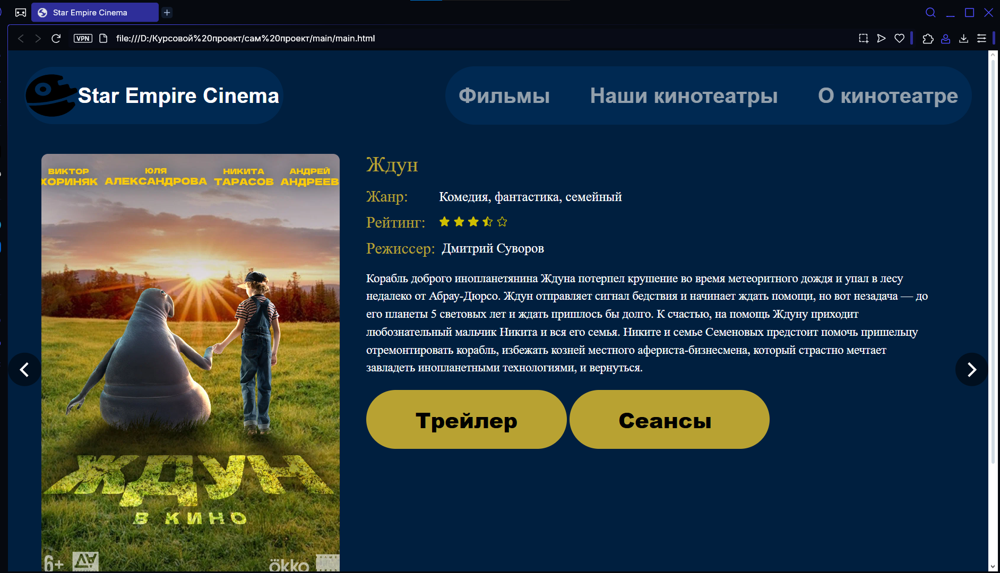 Star Empire Cinema
VPN
file:///D:/Курсовой%20проект/сам%20проект/main/main.html
Star Empire Cinema
Фильмы
Наши кинотеатры
О кинотеатре
ВИКТОР ХОРИНЯК
ЮЛЯ АЛЕКСАНДРОВА
НИКИТА ТАРАСОВ
АНДРЕЙ АНДРЕЕВ
ЖДУН
В КИНО
6+
ökko
Ждун
Жанр: Комедия, фантастика, семейный
Рейтинг:
Режиссер: Дмитрий Суворов
Корабль доброго инопланетянина Ждуна потерпел крушение во время метеоритного дождя и упал в лесу
недалеко от Абрау-Дюрсо. Ждун отправляет сигнал бедствия и начинает ждать помощи, но вот незадача — до
его планеты 5 световых лет и ждать пришлось бы долго. К счастью, на помощь Ждуну приходит
любознательный мальчик Никита и вся его семья. Никите и семье Семеновых предстоит помочь пришельцу
отремонтировать корабль, избежать козней местного афериста-бизнесмена, который страстно мечтает
завладеть инопланетными технологиями, и вернуться.
Трейлер
Сеансы